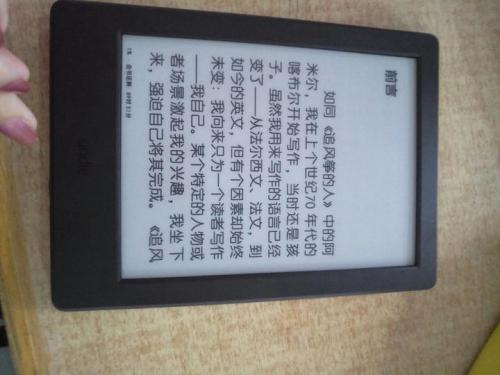 前言
如同《追风筝的人》中的阿
米尔，我在上个世纪70年代的
喀布尔开始写作，当时还是孩
子。虽然我用来写作的语言已经
变了——从法尔西文、法文，到
如今的英文，但有个因素却始终
未变：我向来只为一个读者写作
——我自己。某个特定的人物或
者场景激起我的兴趣，我坐下
来，强迫自己将其完成。《追风
1%
kindle